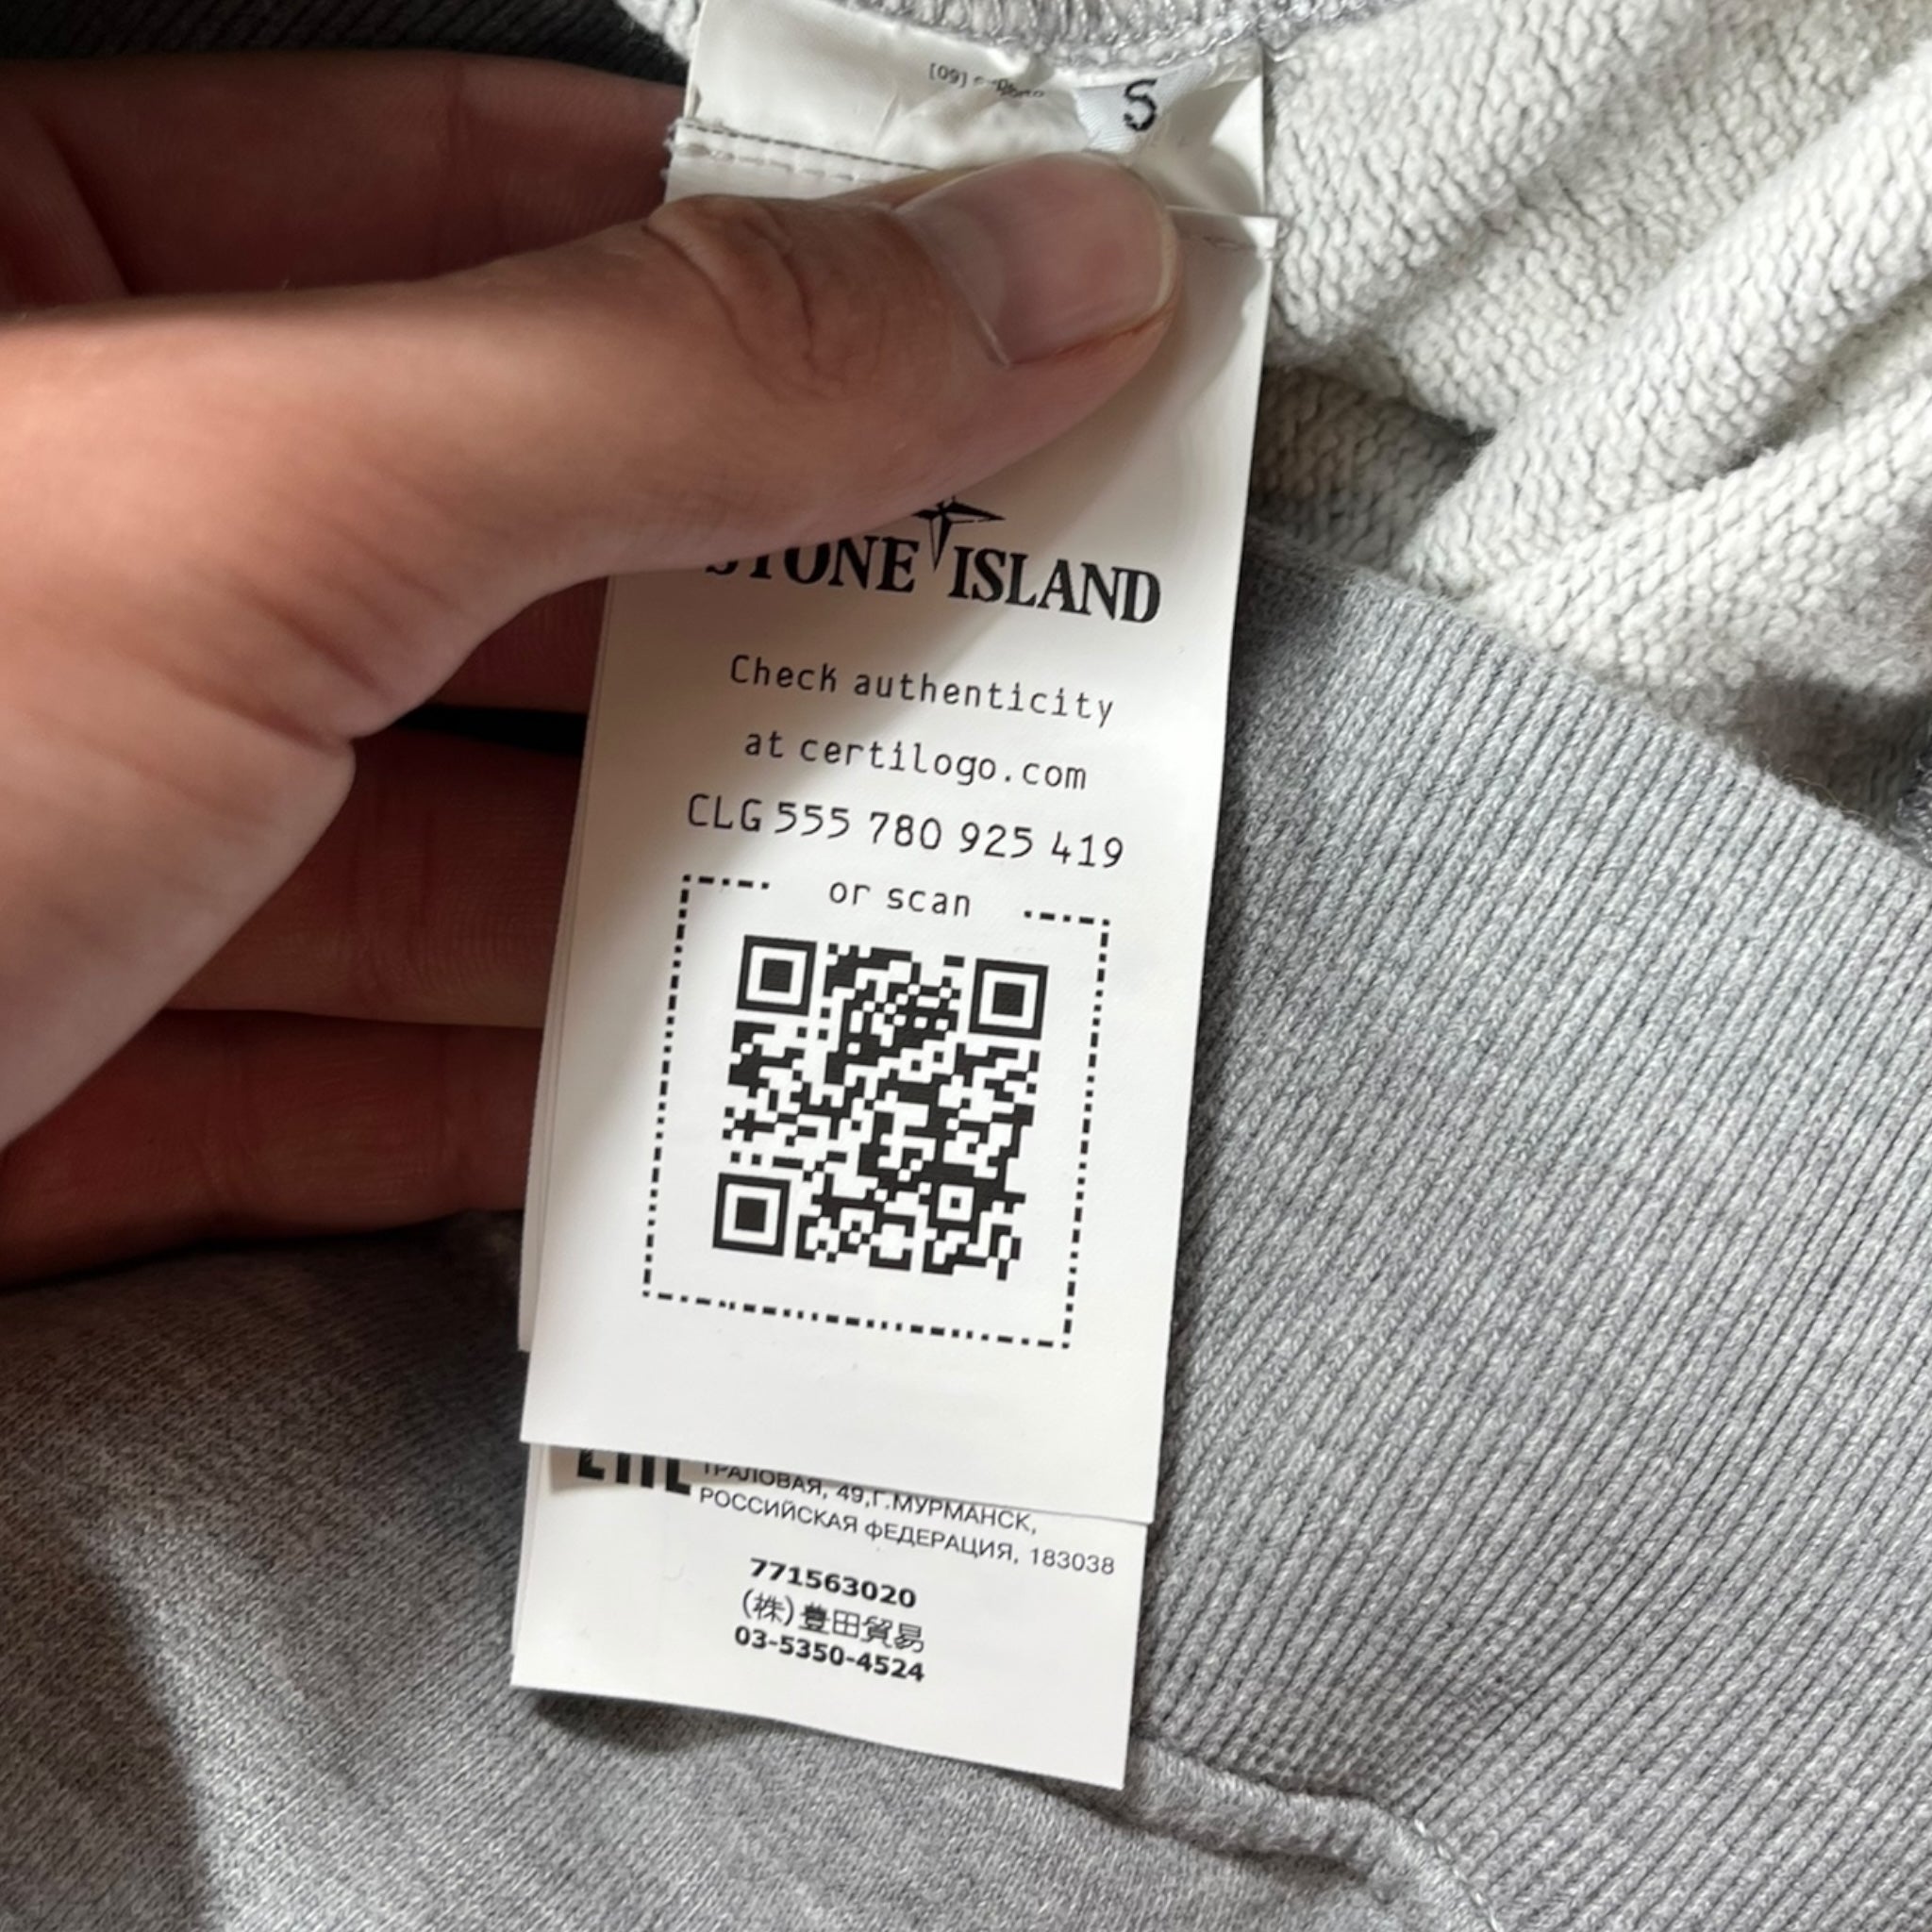 [09]
S
STONE ISLAND
Check authenticity
at certilogo.com
CLG 555 780 925 419
or scan
ТРАЛОВАЯ, 49,Г.МУРМАНСК,
РОССИЙСКАЯ ФЕДЕРАЦИЯ, 183038
771563020
(株)豊田貿易
03-5350-4524